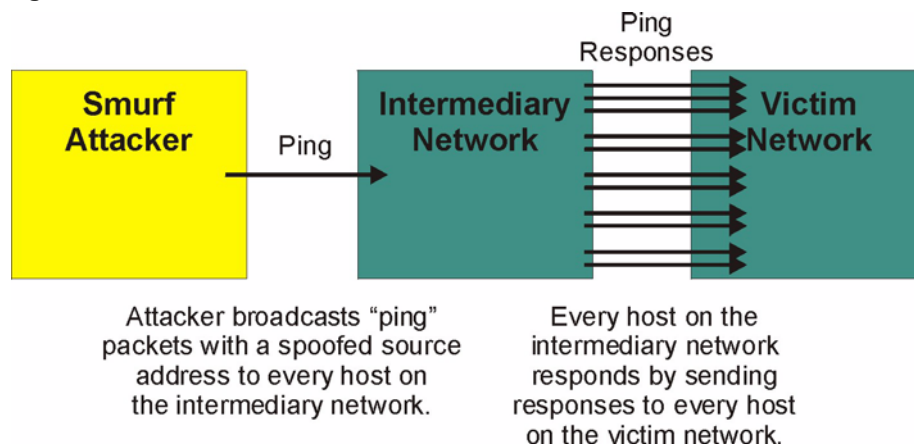 Ping
Responses
Smurf
Attacker
Ping
Intermediary
Network
Victim
Network
Attacker broadcasts “ping”
packets with a spoofed source
address to every host on
the intermediary network.
Every host on the
intermediary network
responds by sending
responses to every host
on the victim network.